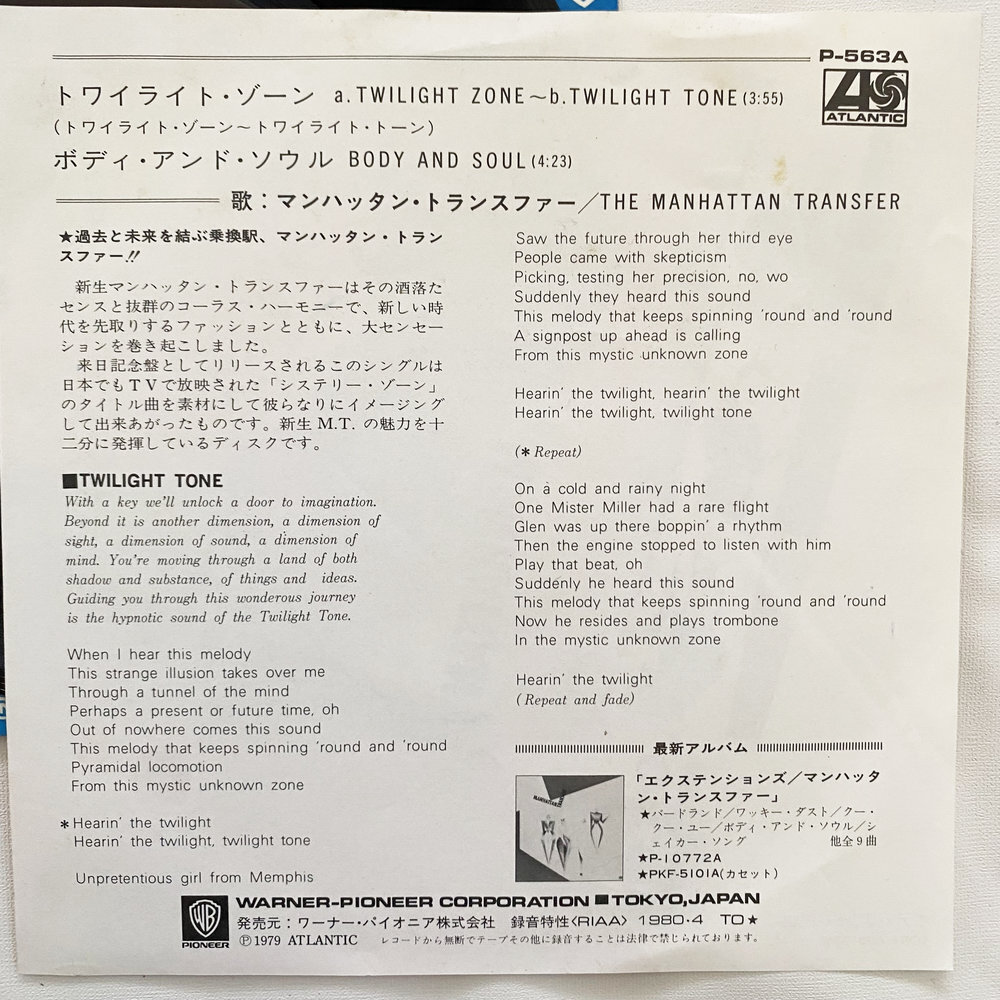 P-563A
ATLANTIC
トワイライト・ゾーン a.TWILIGHT ZONE〜b.TWILIGHT TONE(3:55)
(トワイライト・ゾーン〜トワイライト・トーン)
ボディ・アンド・ソウル BODY AND SOUL(4:23)
歌：マンハッタン・トランスファー／THE MANHATTAN TRANSFER
★過去と未来を結ぶ乗換駅、マンハッタン・トラン
スファー!!
新生マンハッタン・トランスファーはその洒落た
センスと抜群のコーラス・ハーモニーで、新しい時
代を先取りするファッションとともに、大センセー
ションを巻き起こしました。
来日記念盤としてリリースされるこのシングルは
日本でもTVで放映された「システリー・ゾーン」
のタイトル曲を素材にして彼らなりにイメージング
して出来あがったものです。新生M.T. の魅力を十
二分に発揮しているディスクです。
■TWILIGHT TONE
With a key we'll unlock a door to imagination.
Beyond it is another dimension, a dimension of
sight, a dimension of sound, a dimension of
mind. You're moving through a land of both
shadow and substance, of things and ideas.
Guiding you through this wonderous journey
is the hypnotic sound of the Twilight Tone.
When I hear this melody
This strange illusion takes over me
Through a tunnel of the mind
Perhaps a present or future time, oh
Out of nowhere comes this sound
This melody that keeps spinning 'round and 'round
Pyramidal locomotion
From this mystic unknown zone
*Hearin' the twilight
Hearin' the twilight, twilight tone
Unpretentious girl from Memphis
Saw the future through her third eye
People came with skepticism
Picking, testing her precision, no, wo
Suddenly they heard this sound
This melody that keeps spinning 'round and 'round
A signpost up ahead is calling
From this mystic unknown zone
Hearin' the twilight, hearin' the twilight
Hearin' the twilight, twilight tone
(* Repeat)
On a cold and rainy night
One Mister Miller had a rare flight
Glen was up there boppin' a rhythm
Then the engine stopped to listen with him
Play that beat, oh
Suddenly he heard this sound
This melody that keeps spinning 'round and 'round
Now he resides and plays trombone
In the mystic unknown zone
Hearin' the twilight
(Repeat and fade)
最新アルバム
「エクステンションズ／マンハッタ
ン・トランスファー」
★バードランド／ワッキー・ダスト／クー・
クー・ユー／ボディ・アンド・ソウル／シ
ェイカー・ソング 他全9曲
★P-10772A
★PKF-5101A(カセット)
PIONEER
WARNER-PIONEER CORPORATION ■TOKYO,JAPAN
発売元：ワーナー・パイオニア株式会社 録音特性〈RIAA〉 1980・4 TO★
Ⓟ1979 ATLANTIC レコードから無断でテープその他に録音することは法律で禁じられております。